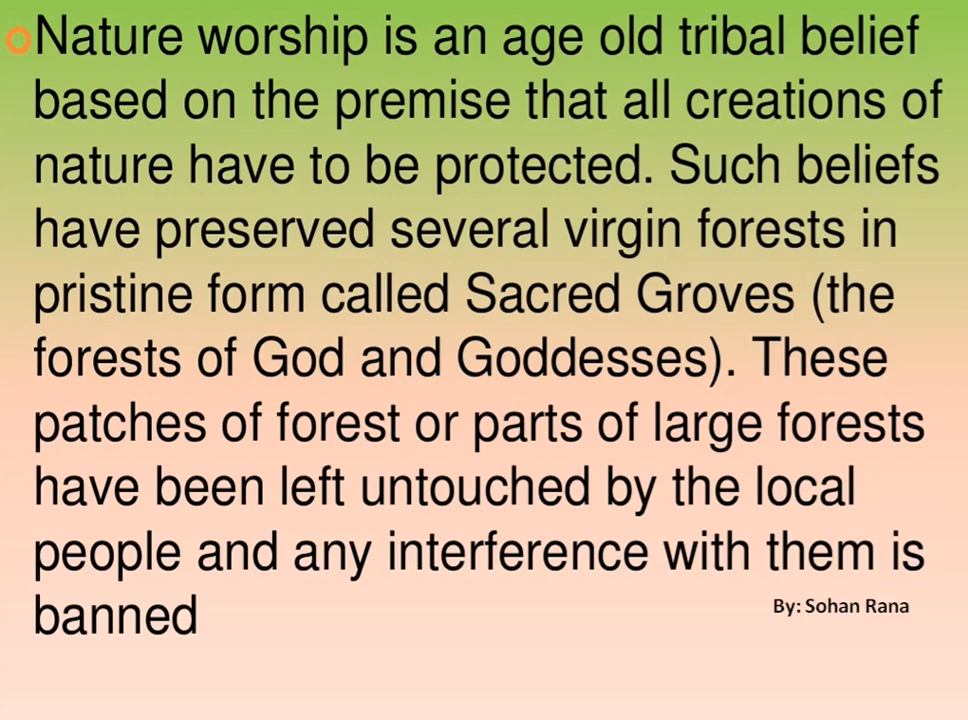 Nature worship is an age old tribal belief
based on the premise that all creations of
nature have to be protected. Such beliefs
have preserved several virgin forests in
pristine form called Sacred Groves (the
forests of God and Goddesses). These
patches of forest or parts of large forests
have been left untouched by the local
people and any interference with them is
banned
By: Sohan Rana